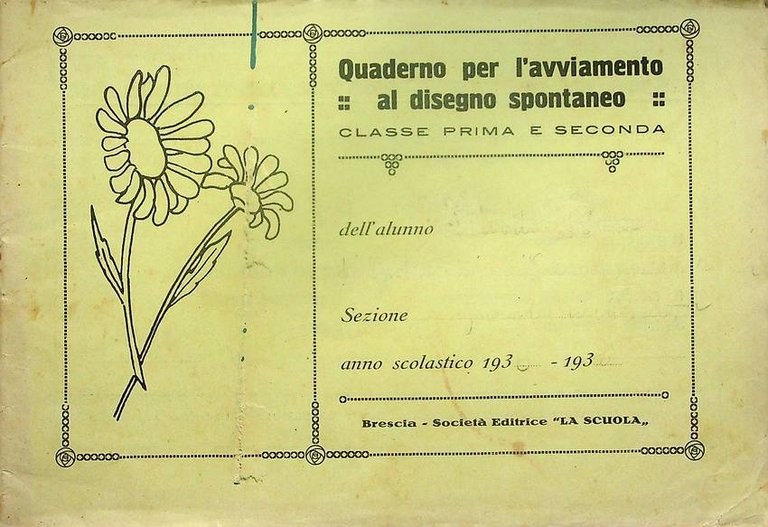 Quaderno per l'avviamento
:: al disegno spontaneo ::
CLASSE PRIMA E SECONDA
dell'alunno
Sezione
anno scolastico 193 - 193
Brescia - Società Editrice "LA SCUOLA„